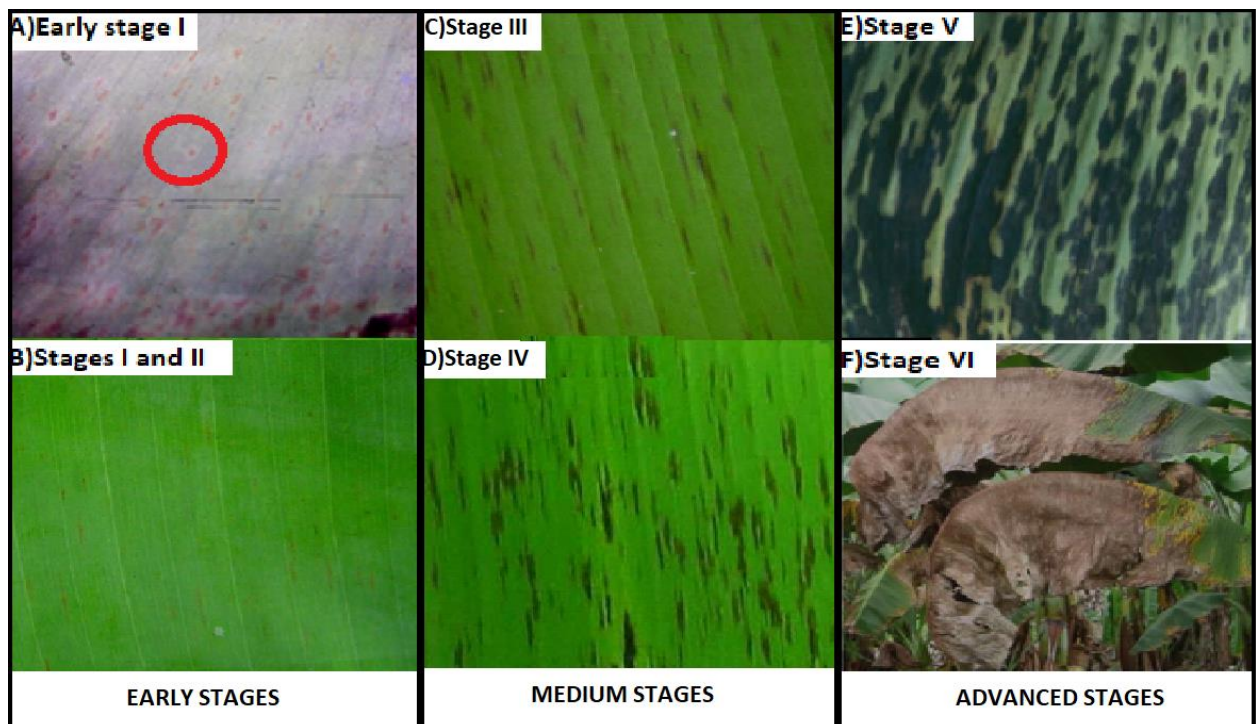 A)Early stage I
C)Stage III
E)Stage V
B)Stages I and II
D)Stage IV
F)Stage VI
EARLY STAGES
MEDIUM STAGES
ADVANCED STAGES